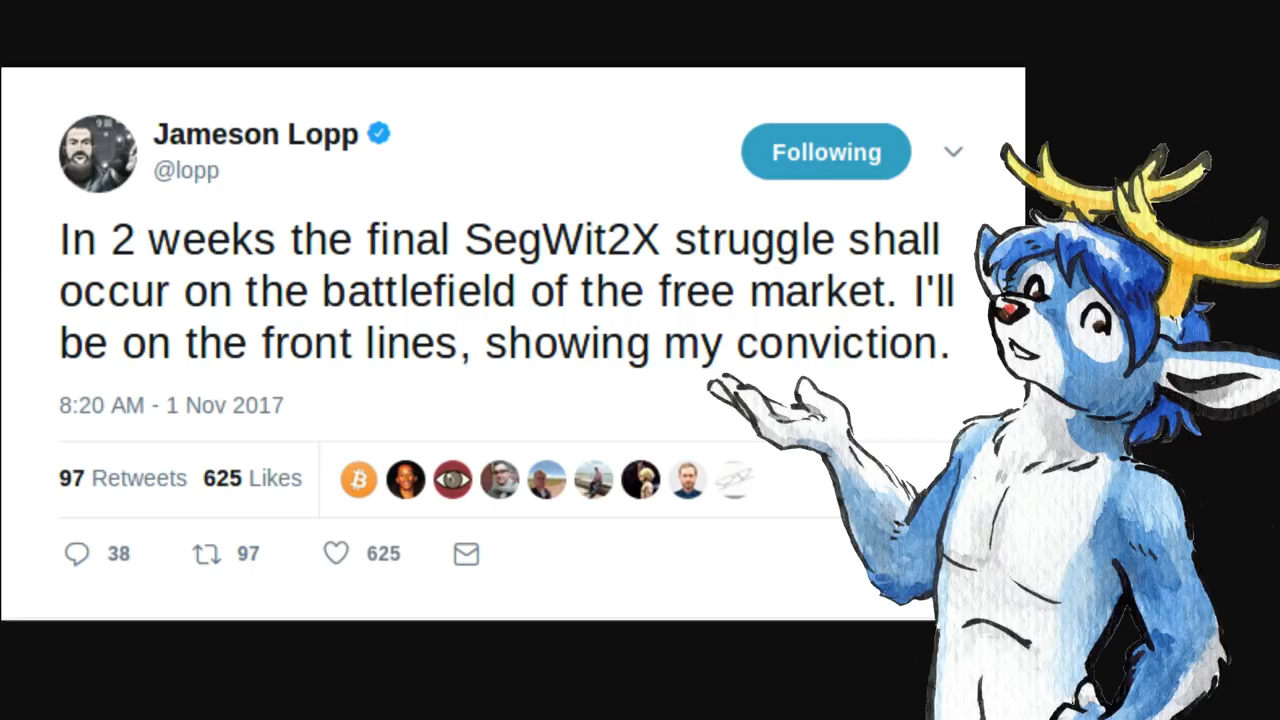 Jameson Lopp
@lopp
Following
In 2 weeks the final SegWit2X struggle shall
occur on the battlefield of the free market. I'll
be on the front lines, showing my conviction.
8:20 AM - 1 Nov 2017
97 Retweets 625 Likes
38 97 625